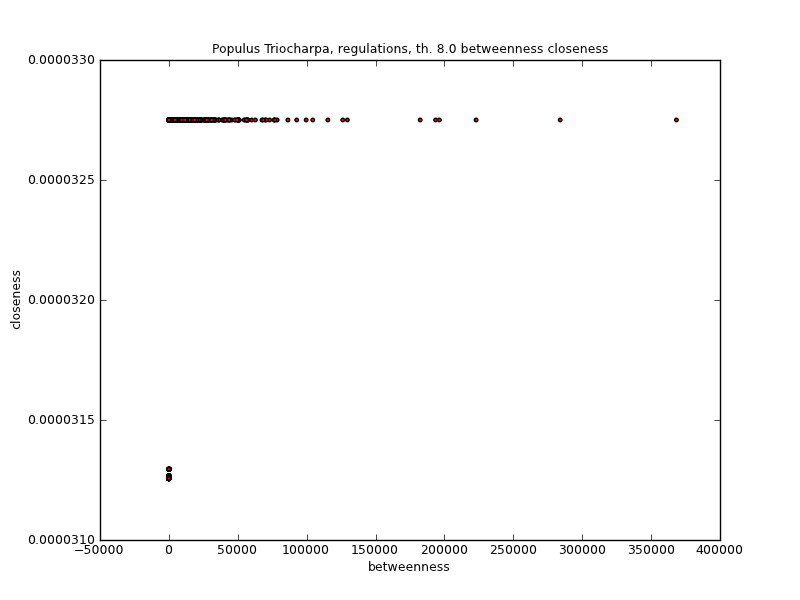 Populus Triocharpa, regulations, th. 8.0 betweenness closeness
0.0000330
0.0000325
0.0000320
0.0000315
0.0000310
closeness
−50000 0 50000 100000 150000 200000 250000 300000 350000 400000
betweenness